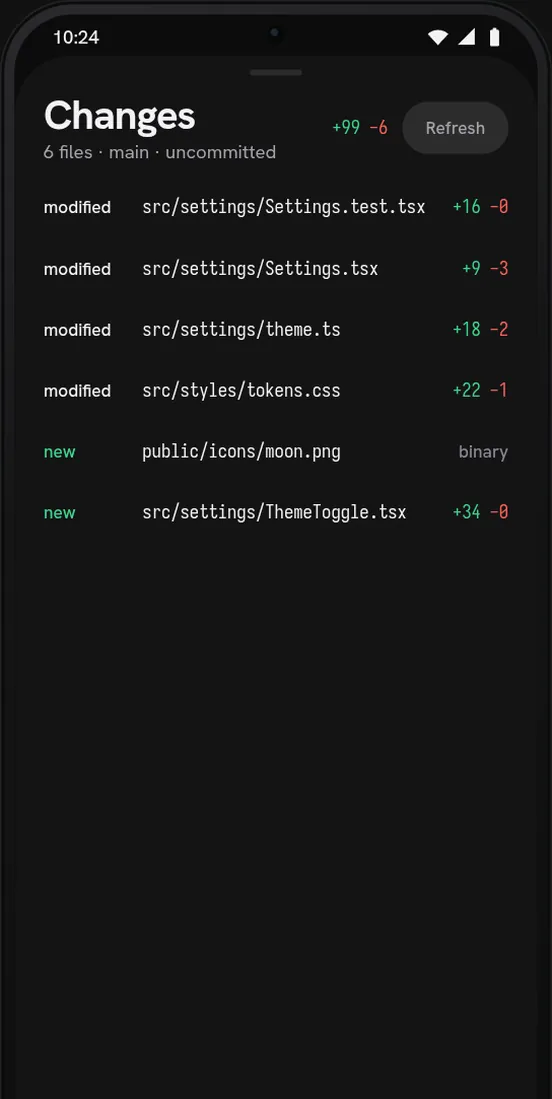 10:24
Changes
+99 −6
Refresh
6 files · main · uncommitted
modified src/settings/Settings.test.tsx +16 −0
modified src/settings/Settings.tsx +9 −3
modified src/settings/theme.ts +18 −2
modified src/styles/tokens.css +22 −1
new public/icons/moon.png binary
new src/settings/ThemeToggle.tsx +34 −0